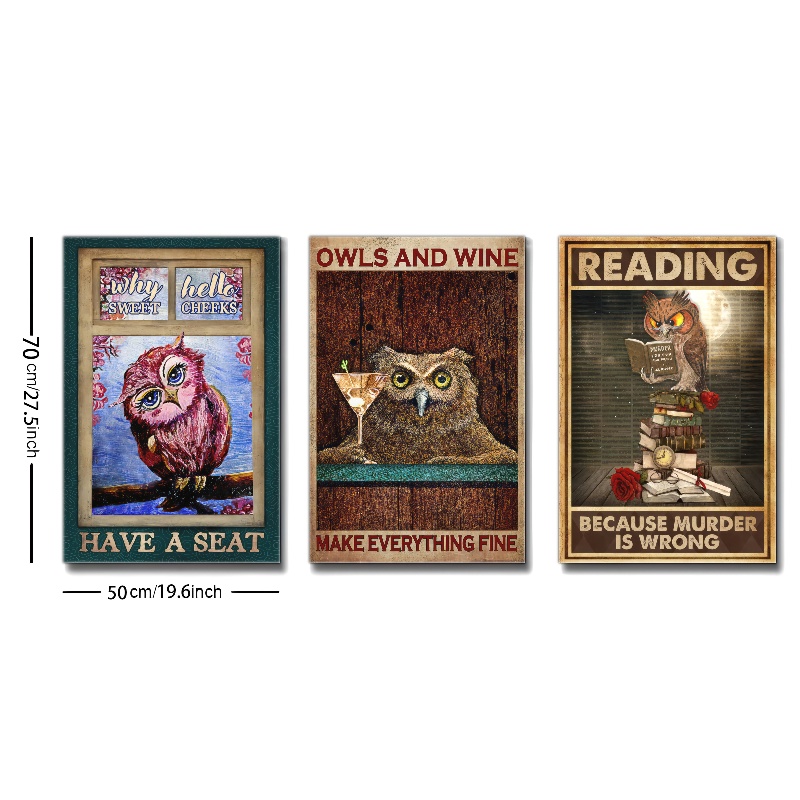 70cm/27.5inch
50cm/19.6inch
why
SWEET
hello
CHEEKS
HAVE A SEAT
OWLS AND WINE
MAKE EVERYTHING FINE
READING
MURDER
BECAUSE MURDER
IS WRONG